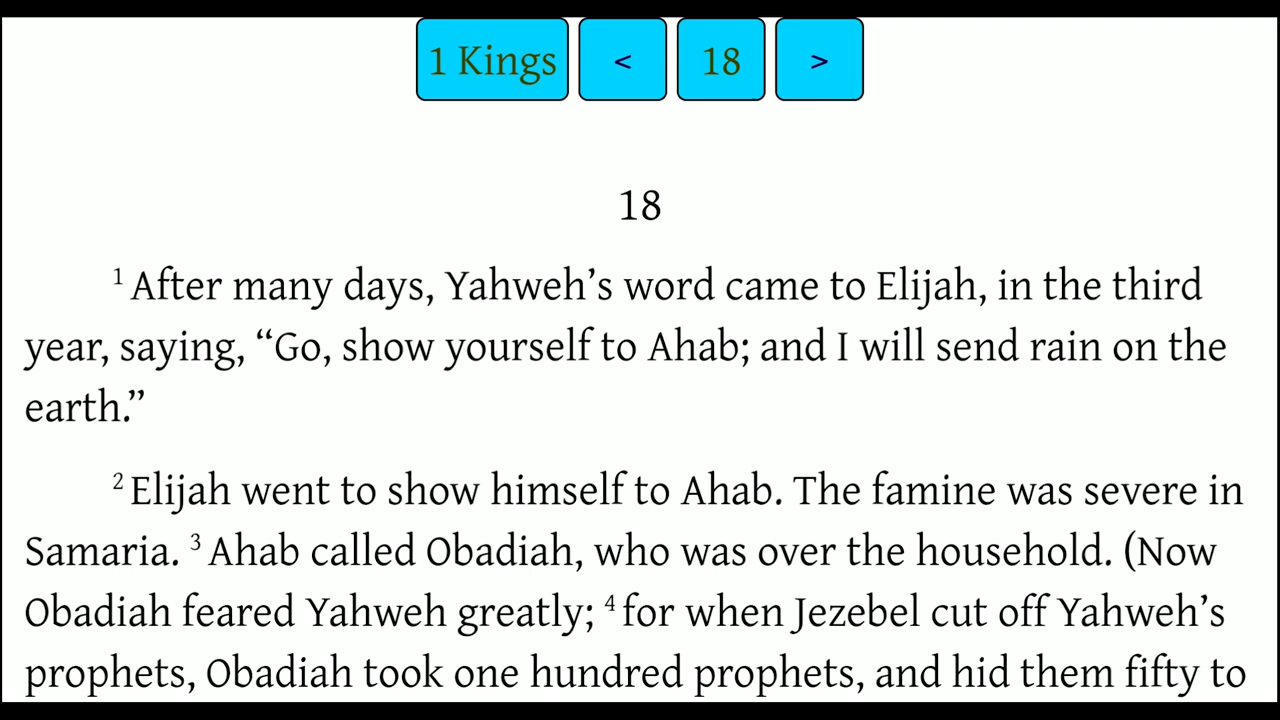 1 Kings < 18 >
18
1 After many days, Yahweh’s word came to Elijah, in the third
year, saying, “Go, show yourself to Ahab; and I will send rain on the
earth.”
2 Elijah went to show himself to Ahab. The famine was severe in
Samaria. 3 Ahab called Obadiah, who was over the household. (Now
Obadiah feared Yahweh greatly; 4 for when Jezebel cut off Yahweh’s
prophets, Obadiah took one hundred prophets, and hid them fifty to